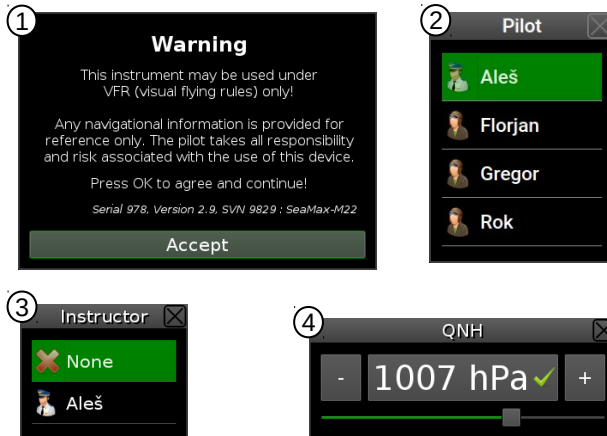 1
Warning
This instrument may be used under
VFR (visual flying rules) only!
Any navigational information is provided for
reference only. The pilot takes all responsibility
and risk associated with the use of this device.
Press OK to agree and continue!
Serial 978, Version 2.9, SVN 9829 : SeaMax-M22
Accept
2
Pilot
Aleš
Florjan
Gregor
Rok
3
Instructor
None
Aleš
4
QNH
- 1007 hPa +